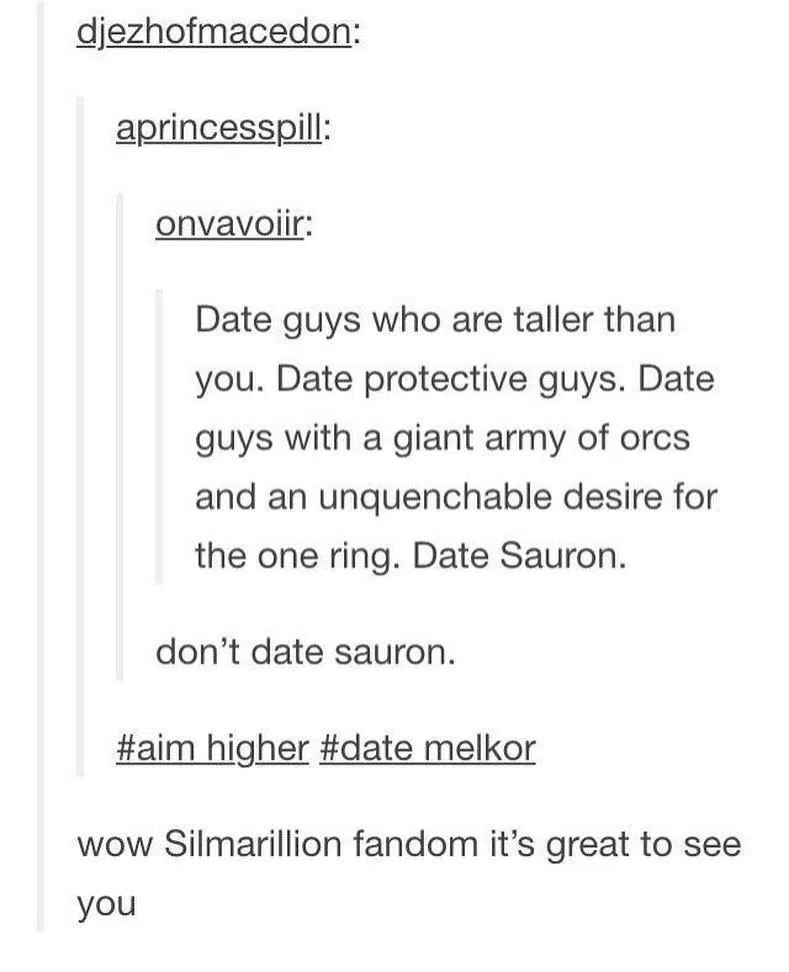 djezhofmacedon:
aprincesspill:
onvavoiir:
Date guys who are taller than
you. Date protective guys. Date
guys with a giant army of orcs
and an unquenchable desire for
the one ring. Date Sauron.
don’t date sauron.
#aim higher #date melkor
wow Silmarillion fandom it’s great to see
you